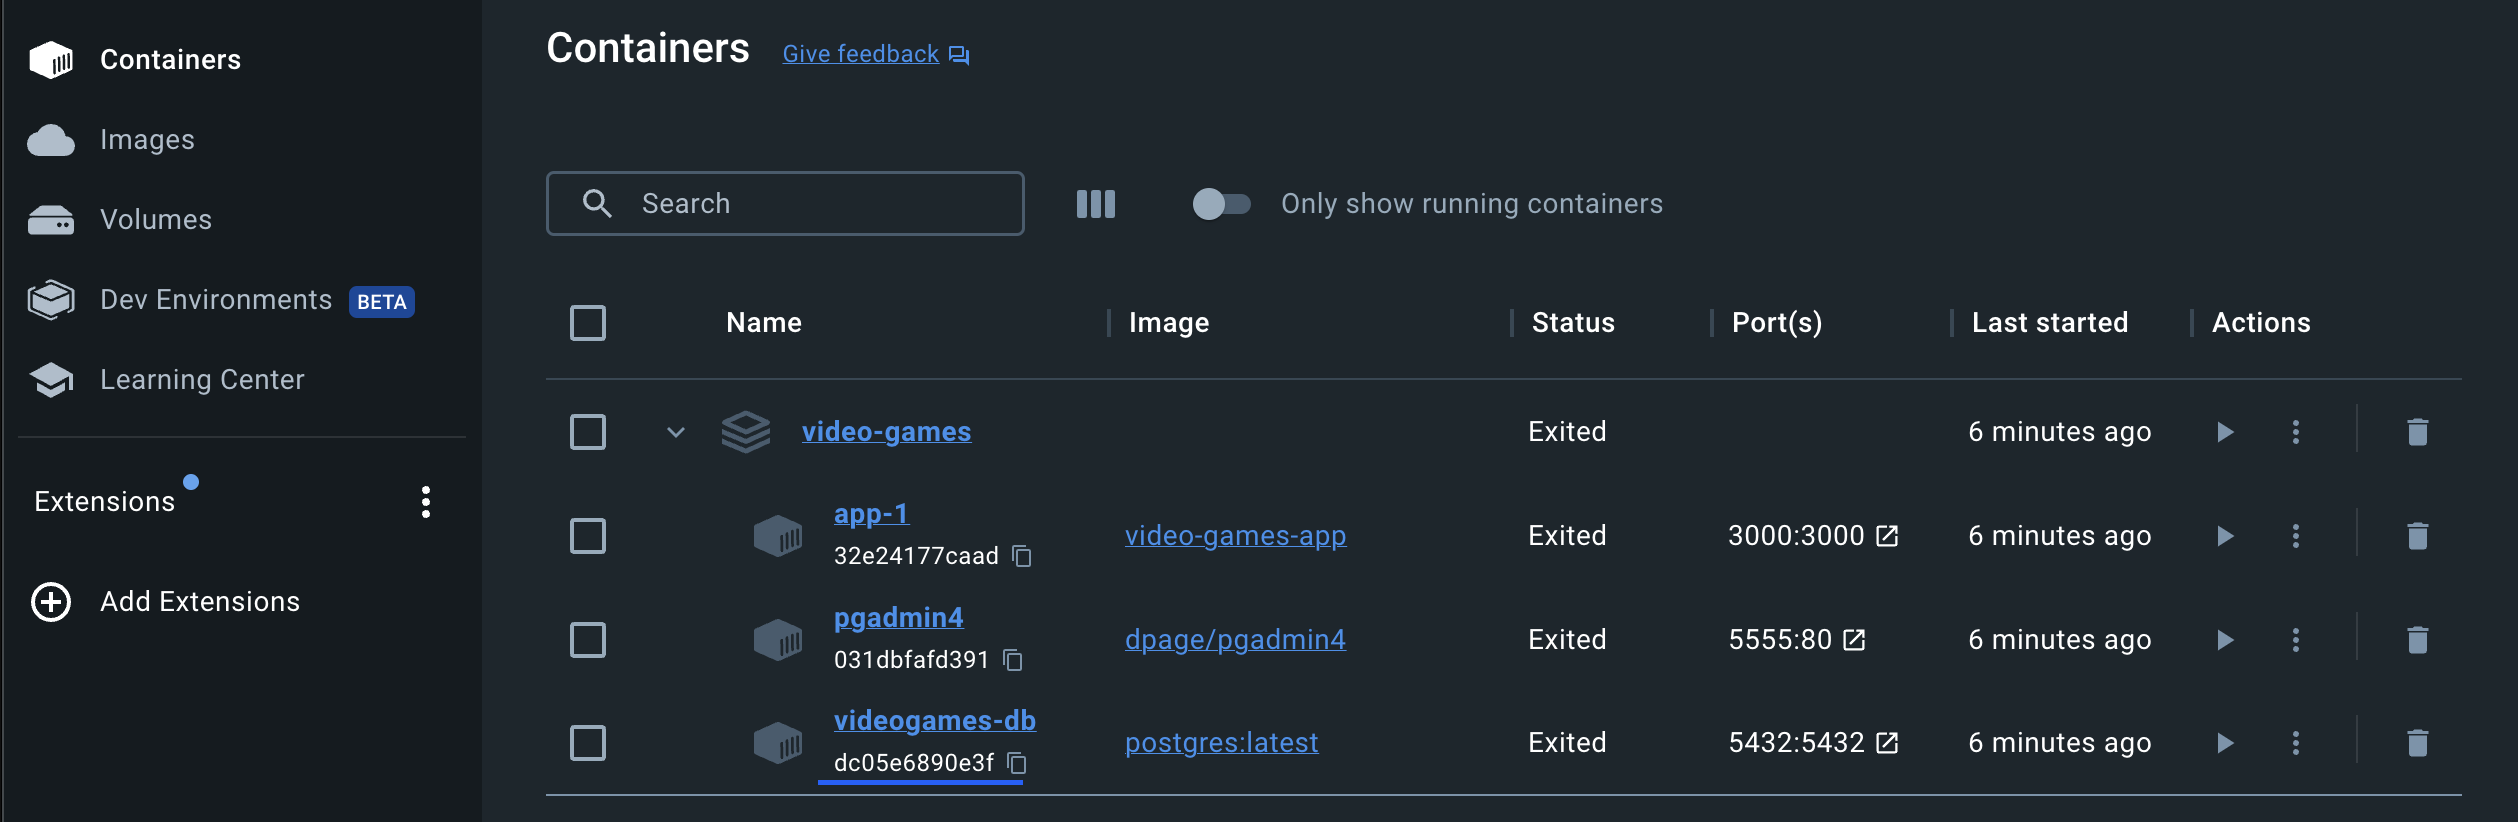 Containers
Images
Volumes
Dev Environments BETA
Learning Center
Extensions
Add Extensions
Containers Give feedback
Search Only show running containers
Name Image Status Port(s) Last started Actions
video-games Exited 6 minutes ago
app-1
32e24177caad video-games-app Exited 3000:3000 6 minutes ago
pgadmin4
031dbfafd391 dpage/pgadmin4 Exited 5555:80 6 minutes ago
videogames-db
dc05e6890e3f postgres:latest Exited 5432:5432 6 minutes ago